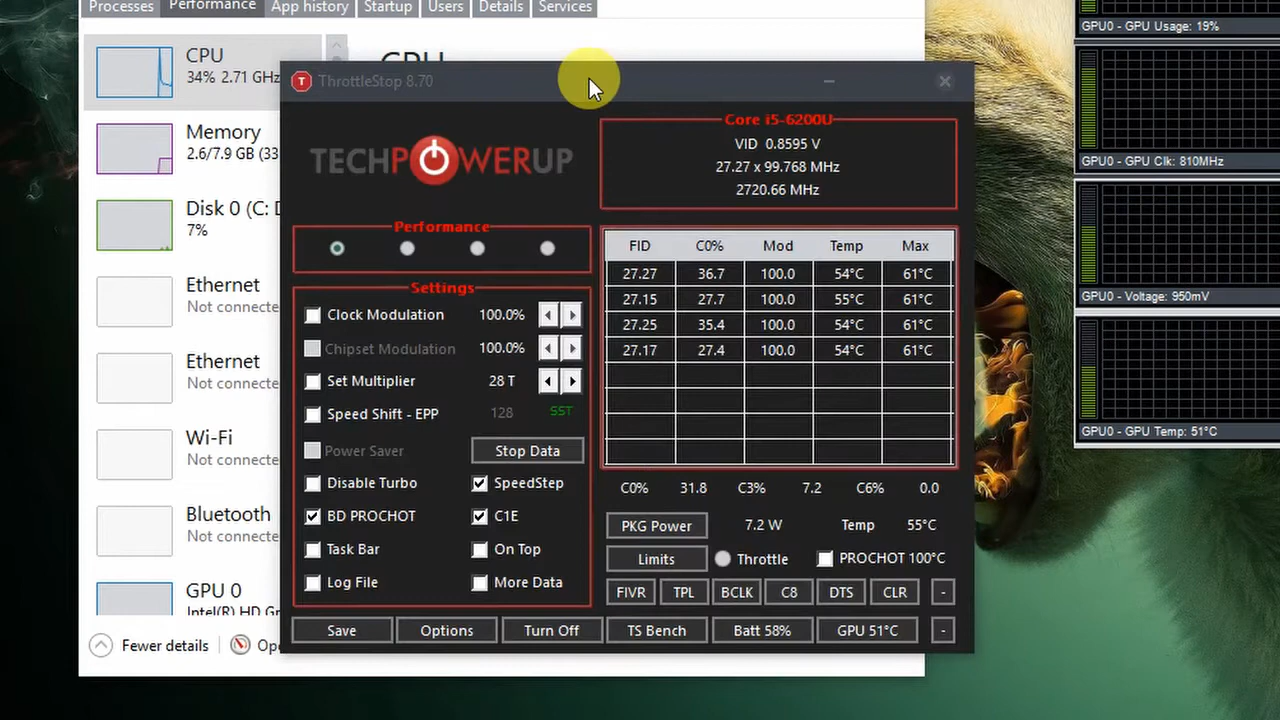 Processes Performance App history Startup Users Details Services
CPU
34% 2.71 GHz
Memory
2.6/7.9 GB (33
Disk 0 (C: D
7%
Ethernet
Not connecte
Ethernet
Not connecte
Wi-Fi
Not connecte
Bluetooth
Not connecte
GPU 0
Intel(R) HD Gr
Fewer details
ThrottleStop 8.70
TECHPOWERUP
Core i5-6200U
VID 0.8595 V
27.27 x 99.768 MHz
2720.66 MHz
Performance
Settings
Clock Modulation 100.0%
Chipset Modulation 100.0%
Set Multiplier 28 T
Speed Shift - EPP 128 SST
Power Saver Stop Data
Disable Turbo SpeedStep
BD PROCHOT C1E
Task Bar On Top
Log File More Data
FID C0% Mod Temp Max
27.27 36.7 100.0 54°C 61°C
27.15 27.7 100.0 55°C 61°C
27.25 35.4 100.0 54°C 61°C
27.17 27.4 100.0 54°C 61°C
C0% 31.8 C3% 7.2 C6% 0.0
PKG Power 7.2 W Temp 55°C
Limits Throttle PROCHOT 100°C
FIVR TPL BCLK C8 DTS CLR -
Save Options Turn Off TS Bench Batt 58% GPU 51°C -
GPU0 - GPU Usage: 19%
GPU0 - GPU Clk: 810MHz
GPU0 - Voltage: 950mV
GPU0 - GPU Temp: 51°C